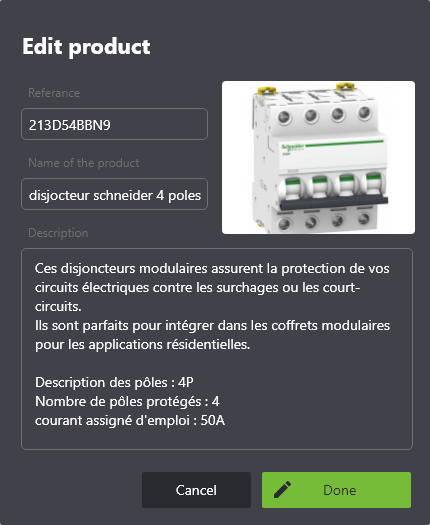 Edit product
Referance
213D54BBN9
Name of the product
disjocteur schneider 4 poles
Schneider
Description
Ces disjoncteurs modulaires assurent la protection de vos
circuits électriques contre les surchages ou les court-
circuits.
Ils sont parfaits pour intégrer dans les coffrets modulaires
pour les applications résidentielles.
Description des pôles : 4P
Nombre de pôles protégés : 4
courant assigné d'emploi : 50A
Cancel
Done